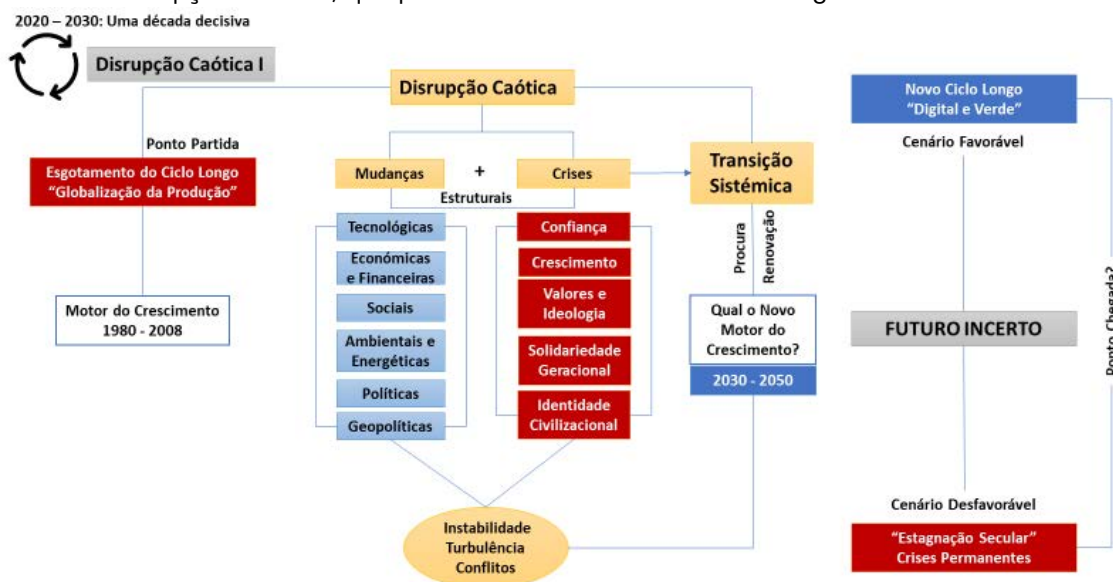 2020 – 2030: Uma década decisiva
Disrupção Caótica I
Disrupção Caótica
Ponto Partida
Esgotamento do Ciclo Longo
“Globalização da Produção”
Motor do Crescimento
1980 - 2008
Mudanças
+
Crises
Estruturais
Tecnológicas
Económicas
e Financeiras
Sociais
Ambientais e
Energéticas
Políticas
Geopolíticas
Confiança
Crescimento
Valores e
Ideologia
Solidariedade
Geracional
Identidade
Civilizacional
Instabilidade
Turbulência
Conflitos
Transição
Sistémica
Procura
Renovação
Qual o Novo
Motor do
Crescimento?
2030 - 2050
Novo Ciclo Longo
“Digital e Verde”
Cenário Favorável
FUTURO INCERTO
Cenário Desfavorável
“Estagnação Secular”
Crises Permanentes
Ponto Chegada?